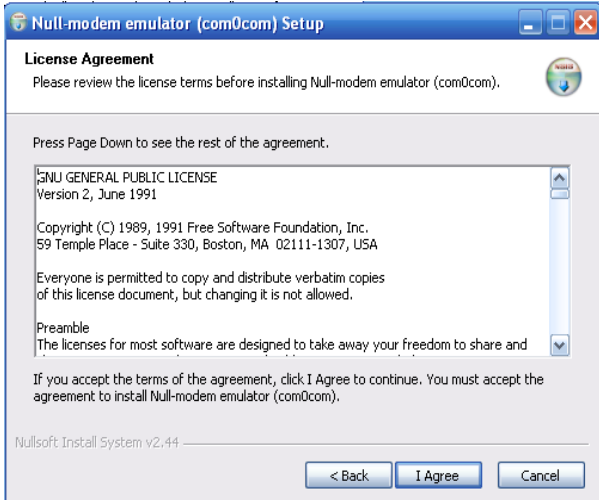 Null-modem emulator (com0com) Setup
License Agreement
Please review the license terms before installing Null-modem emulator (com0com).
Press Page Down to see the rest of the agreement.
GNU GENERAL PUBLIC LICENSE
Version 2, June 1991
Copyright (C) 1989, 1991 Free Software Foundation, Inc.
59 Temple Place - Suite 330, Boston, MA  02111-1307, USA
Everyone is permitted to copy and distribute verbatim copies
of this license document, but changing it is not allowed.
Preamble
The licenses for most software are designed to take away your freedom to share and
If you accept the terms of the agreement, click I Agree to continue. You must accept the
agreement to install Null-modem emulator (com0com).
Nullsoft Install System v2.44
< Back
I Agree
Cancel